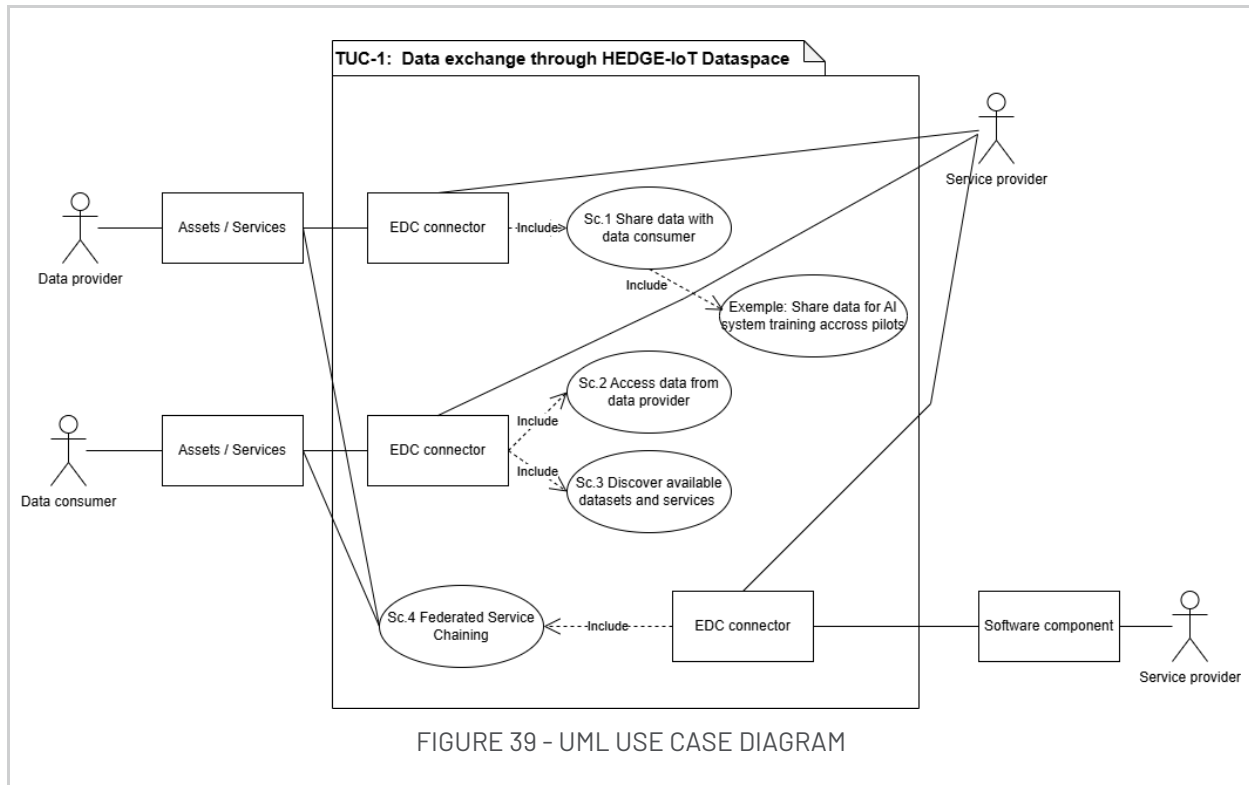 TUC-1: Data exchange through HEDGE-IoT Dataspace
Service provider
Data provider
Assets / Services
EDC connector
Include
Sc.1 Share data with
data consumer
Include
Exemple: Share data for AI
system training accross pilots
Sc.2 Access data from
data provider
Include
Data consumer
Assets / Services
EDC connector
Include
Sc.3 Discover available
datasets and services
Sc.4 Federated Service
Chaining
Include
EDC connector
Software component
Service provider
FIGURE 39 - UML USE CASE DIAGRAM